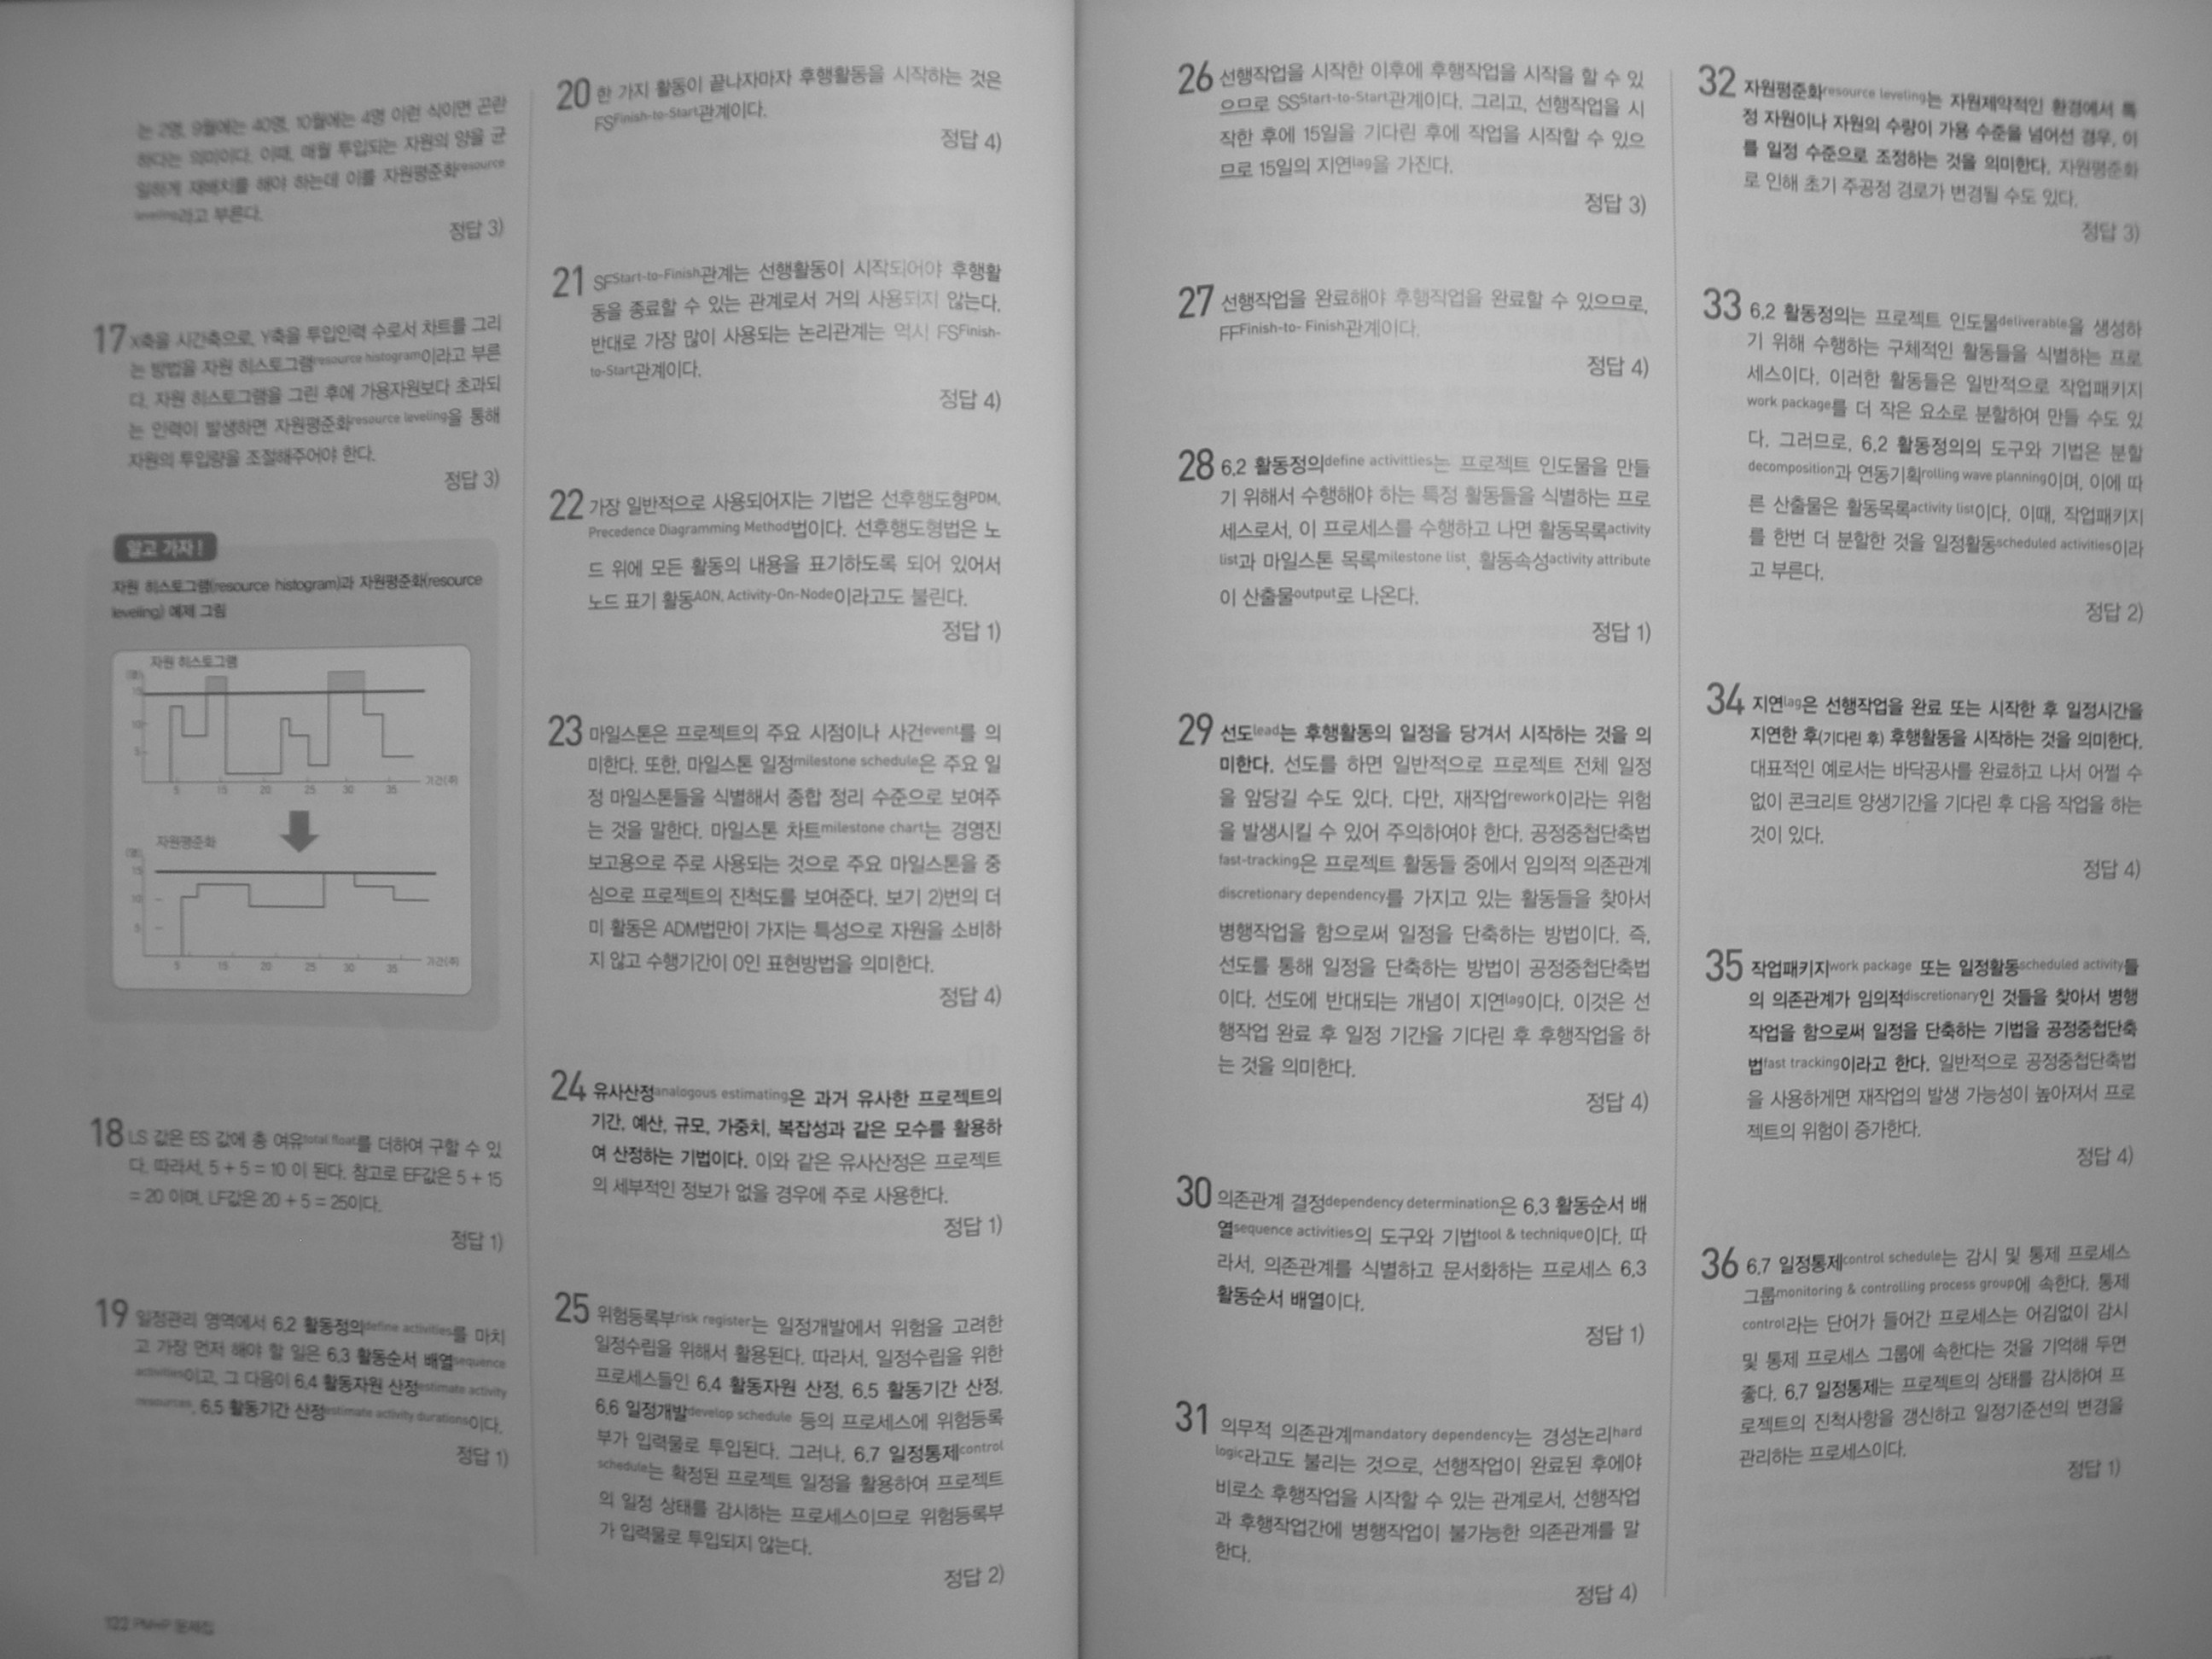 는 2명, 9월에는 40명, 10월에는 4명 이런 식이면 곤란
하다는 의미이다. 이때, 매월 투입되는 자원의 양을 균
일하게 재배치를 해야 하는데 이를 자원평준화resource
leveling라고 부른다.
정답 3)
17 X축을 시간축으로, Y축을 투입인력 수로서 차트를 그리
는 방법을 자원 히스토그램resource histogram이라고 부른
다. 자원 히스토그램을 그린 후에 가용자원보다 초과되
는 인력이 발생하면 자원평준화resource leveling을 통해
자원의 투입량을 조절해주어야 한다.
정답 3)
알고 가자!
자원 히스토그램(resource histogram)과 자원평준화(resource
leveling) 예제 그림
자원 히스토그램
(명)
15
10
5
5 15 20 25 30 35 기간(주)
자원평준화
(명)
15
10
5
5 15 20 25 30 35 기간(주)
18 LS 값은 ES 값에 총 여유total float를 더하여 구할 수 있
다. 따라서, 5 + 5 = 10 이 된다. 참고로 EF값은 5 + 15
= 20 이며, LF값은 20 + 5 = 25이다.
정답 1)
19 일정관리 영역에서 6.2 활동정의define activities를 마치
고 가장 먼저 해야 할 일은 6.3 활동순서 배열sequence
activities이고, 그 다음이 6.4 활동자원 산정estimate activity
resources, 6.5 활동기간 산정estimate activity durations이다.
정답 1)
122 PMP 문제집
20 한 가지 활동이 끝나자마자 후행활동을 시작하는 것은
FSFinish-to-Start관계이다.
정답 4)
21 SFStart-to-Finish관계는 선행활동이 시작되어야 후행활
동을 종료할 수 있는 관계로서 거의 사용되지 않는다.
반대로 가장 많이 사용되는 논리관계는 역시 FSFinish-
to-Start관계이다.
정답 4)
22 가장 일반적으로 사용되어지는 기법은 선후행도형PDM,
Precedence Diagramming Method법이다. 선후행도형법은 노
드 위에 모든 활동의 내용을 표기하도록 되어 있어서
노드 표기 활동AON, Activity-On-Node이라고도 불린다.
정답 1)
23 마일스톤은 프로젝트의 주요 시점이나 사건event를 의
미한다. 또한, 마일스톤 일정milestone schedule은 주요 일
정 마일스톤들을 식별해서 종합 정리 수준으로 보여주
는 것을 말한다. 마일스톤 차트milestone chart는 경영진
보고용으로 주로 사용되는 것으로 주요 마일스톤을 중
심으로 프로젝트의 진척도를 보여준다. 보기 2)번의 더
미 활동은 ADM법만이 가지는 특성으로 자원을 소비하
지 않고 수행기간이 0인 표현방법을 의미한다.
정답 4)
24 유사산정analogous estimating은 과거 유사한 프로젝트의
기간, 예산, 규모, 가중치, 복잡성과 같은 모수를 활용하
여 산정하는 기법이다. 이와 같은 유사산정은 프로젝트
의 세부적인 정보가 없을 경우에 주로 사용한다.
정답 1)
25 위험등록부risk register는 일정개발에서 위험을 고려한
일정수립을 위해서 활용된다. 따라서, 일정수립을 위한
프로세스들인 6.4 활동자원 산정, 6.5 활동기간 산정,
6.6 일정개발develop schedule 등의 프로세스에 위험등록
부가 입력물로 투입된다. 그러나, 6.7 일정통제control
schedule는 확정된 프로젝트 일정을 활용하여 프로젝트
의 일정 상태를 감시하는 프로세스이므로 위험등록부
가 입력물로 투입되지 않는다.
정답 2)
26 선행작업을 시작한 이후에 후행작업을 시작을 할 수 있
으므로 SSStart-to-Start관계이다. 그리고, 선행작업을 시
작한 후에 15일을 기다린 후에 작업을 시작할 수 있으
므로 15일의 지연lag을 가진다.
정답 3)
27 선행작업을 완료해야 후행작업을 완료할 수 있으므로,
FFFinish-to- Finish관계이다.
정답 4)
28 6.2 활동정의define activitties는 프로젝트 인도물을 만들
기 위해서 수행해야 하는 특정 활동들을 식별하는 프로
세스로서, 이 프로세스를 수행하고 나면 활동목록activity
list과 마일스톤 목록milestone list, 활동속성activity attribute
이 산출물output로 나온다.
정답 1)
29 선도lead는 후행활동의 일정을 당겨서 시작하는 것을 의
미한다. 선도를 하면 일반적으로 프로젝트 전체 일정
을 앞당길 수도 있다. 다만, 재작업rework이라는 위험
을 발생시킬 수 있어 주의하여야 한다. 공정중첩단축법
fast-tracking은 프로젝트 활동들 중에서 임의적 의존관계
discretionary dependency를 가지고 있는 활동들을 찾아서
병행작업을 함으로써 일정을 단축하는 방법이다. 즉,
선도를 통해 일정을 단축하는 방법이 공정중첩단축법
이다. 선도에 반대되는 개념이 지연lag이다. 이것은 선
행작업 완료 후 일정 기간을 기다린 후 후행작업을 하
는 것을 의미한다.
정답 4)
30 의존관계 결정dependency determination은 6.3 활동순서 배
열sequence activities의 도구와 기법tool & technique이다. 따
라서, 의존관계를 식별하고 문서화하는 프로세스 6.3
활동순서 배열이다.
정답 1)
31 의무적 의존관계mandatory dependency는 경성논리hard
logic라고도 불리는 것으로, 선행작업이 완료된 후에야
비로소 후행작업을 시작할 수 있는 관계로서, 선행작업
과 후행작업간에 병행작업이 불가능한 의존관계를 말
한다.
정답 4)
32 자원평준화resource leveling는 자원제약적인 환경에서 특
정 자원이나 자원의 수량이 가용 수준을 넘어선 경우, 이
를 일정 수준으로 조정하는 것을 의미한다. 자원평준화
로 인해 초기 주공정 경로가 변경될 수도 있다.
정답 3)
33 6.2 활동정의는 프로젝트 인도물deliverable을 생성하
기 위해 수행하는 구체적인 활동들을 식별하는 프로
세스이다. 이러한 활동들은 일반적으로 작업패키지
work package를 더 작은 요소로 분할하여 만들 수도 있
다. 그러므로, 6.2 활동정의의 도구와 기법은 분할
decomposition과 연동기획rolling wave planning이며, 이에 따
른 산출물은 활동목록activity list이다. 이때, 작업패키지
를 한번 더 분할한 것을 일정활동scheduled activities이라
고 부른다.
정답 2)
34 지연lag은 선행작업을 완료 또는 시작한 후 일정시간을
지연한 후(기다린 후) 후행활동을 시작하는 것을 의미한다.
대표적인 예로서는 바닥공사를 완료하고 나서 어쩔 수
없이 콘크리트 양생기간을 기다린 후 다음 작업을 하는
것이 있다.
정답 4)
35 작업패키지work package 또는 일정활동scheduled activity들
의 의존관계가 임의적discretionary인 것들을 찾아서 병행
작업을 함으로써 일정을 단축하는 기법을 공정중첩단축
법fast tracking이라고 한다. 일반적으로 공정중첩단축법
을 사용하게면 재작업의 발생 가능성이 높아져서 프로
젝트의 위험이 증가한다.
정답 4)
36 6.7 일정통제control schedule는 감시 및 통제 프로세스
그룹monitoring & controlling process group에 속한다. 통제
control라는 단어가 들어간 프로세스는 어김없이 감시
및 통제 프로세스 그룹에 속한다는 것을 기억해 두면
좋다. 6.7 일정통제는 프로젝트의 상태를 감시하여 프
로젝트의 진척사항을 갱신하고 일정기준선의 변경을
관리하는 프로세스이다.
정답 1)